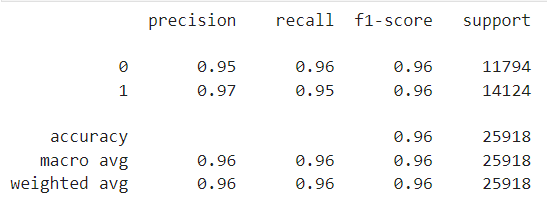 precision recall f1-score support
0 0.95 0.96 0.96 11794
1 0.97 0.95 0.96 14124
accuracy 0.96 25918
macro avg 0.96 0.96 0.96 25918
weighted avg 0.96 0.96 0.96 25918